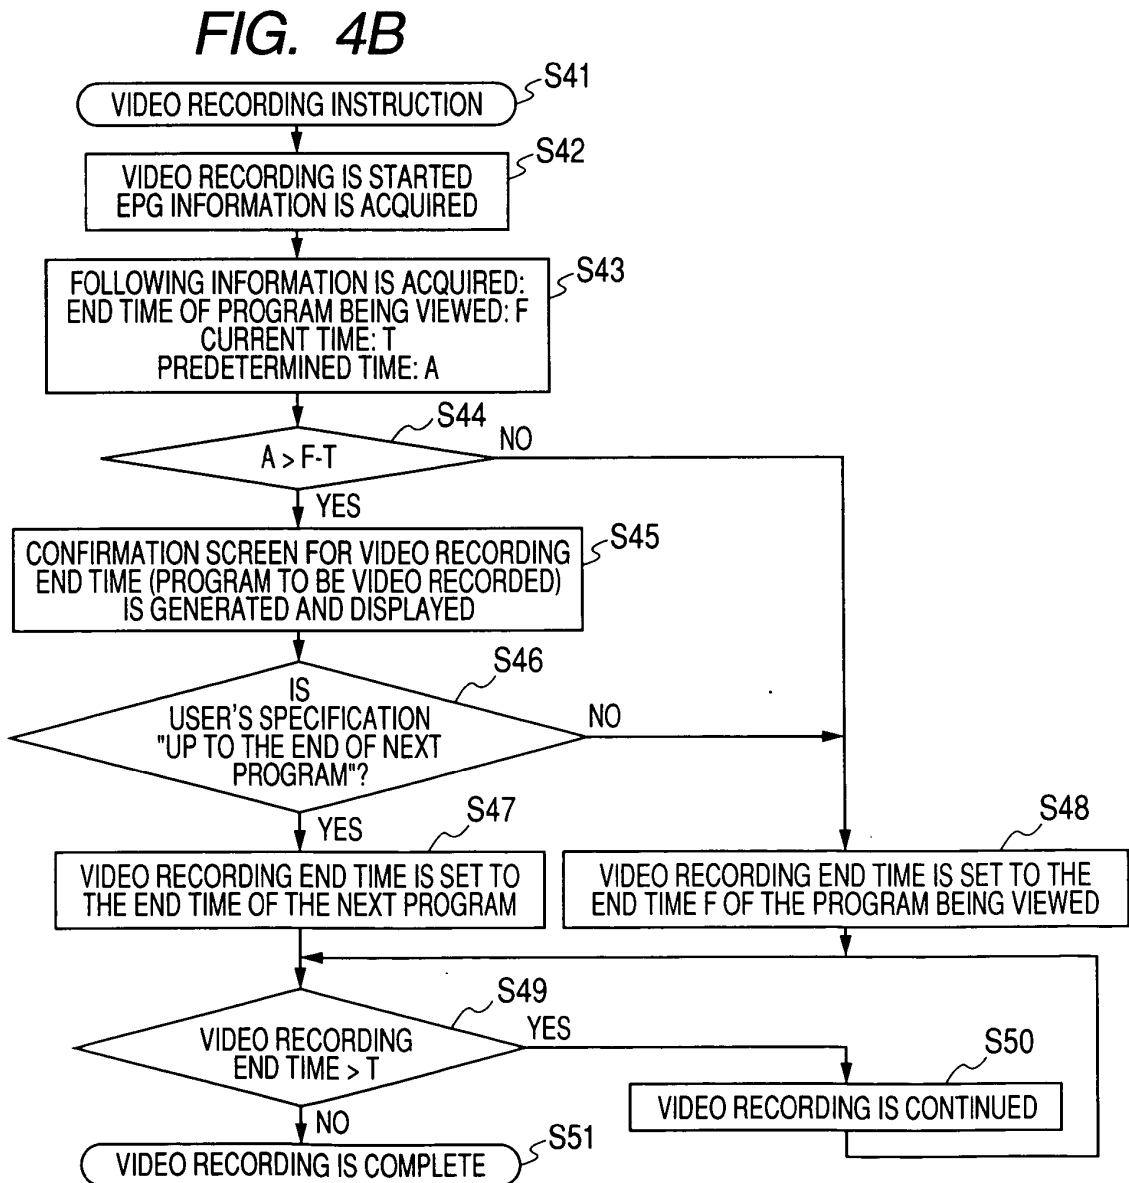 FIG. 4B
S41
VIDEO RECORDING INSTRUCTION
S42
VIDEO RECORDING IS STARTED
EPG INFORMATION IS ACQUIRED
S43
FOLLOWING INFORMATION IS ACQUIRED:
END TIME OF PROGRAM BEING VIEWED: F
CURRENT TIME: T
PREDETERMINED TIME: A
S44
A > F-T
NO
YES
S45
CONFIRMATION SCREEN FOR VIDEO RECORDING
END TIME (PROGRAM TO BE VIDEO RECORDED)
IS GENERATED AND DISPLAYED
S46
IS
USER'S SPECIFICATION
"UP TO THE END OF NEXT
PROGRAM"?
NO
YES
S47
VIDEO RECORDING END TIME IS SET TO
THE END TIME OF THE NEXT PROGRAM
S48
VIDEO RECORDING END TIME IS SET TO THE
END TIME F OF THE PROGRAM BEING VIEWED
S49
VIDEO RECORDING
END TIME > T
YES
NO
S50
VIDEO RECORDING IS CONTINUED
S51
VIDEO RECORDING IS COMPLETE